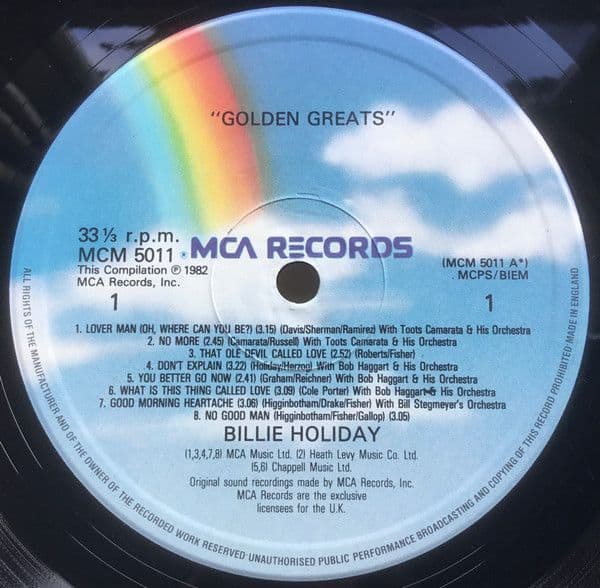 "GOLDEN GREATS"
33⅓ r.p.m.
MCM 5011
MCA RECORDS
(MCM 5011 A*)
This Compilation ℗ 1982
MCPS/BIEM
MCA Records, Inc.
1
1
1. LOVER MAN (OH, WHERE CAN YOU BE?) (3.15) (Davis/Sherman/Ramirez) With Toots Camarata & His Orchestra
2. NO MORE (2.45) (Camarata/Russell) With Toots Camarata & His Orchestra
3. THAT OLE DEVIL CALLED LOVE (2.52) (Roberts/Fisher)
4. DON'T EXPLAIN (3.22) (Holiday/Herzog) With Bob Haggart & His Orchestra
5. YOU BETTER GO NOW (2.41) (Graham/Reichner) With Bob Haggart & His Orchestra
6. WHAT IS THIS THING CALLED LOVE (3.09) (Cole Porter) With Bob Haggart & His Orchestra
7. GOOD MORNING HEARTACHE (3.06) (Higginbotham/Drake/Fisher) With Bill Stegmeyer's Orchestra
8. NO GOOD MAN (Higginbotham/Fisher/Gallop) (3.05)
BILLIE HOLIDAY
(1,3,4,7,8) MCA Music Ltd. (2) Heath Levy Music Co. Ltd.
(5,6) Chappell Music Ltd.
Original sound recordings made by MCA Records, Inc.
MCA Records are the exclusive
licensees for the U.K.
ALL RIGHTS OF THE MANUFACTURER AND OF THE OWNER OF THE RECORDED WORK RESERVED·UNAUTHORISED PUBLIC PERFORMANCE BROADCASTING AND COPYING OF THIS RECORD PROHIBITED·MADE IN ENGLAND